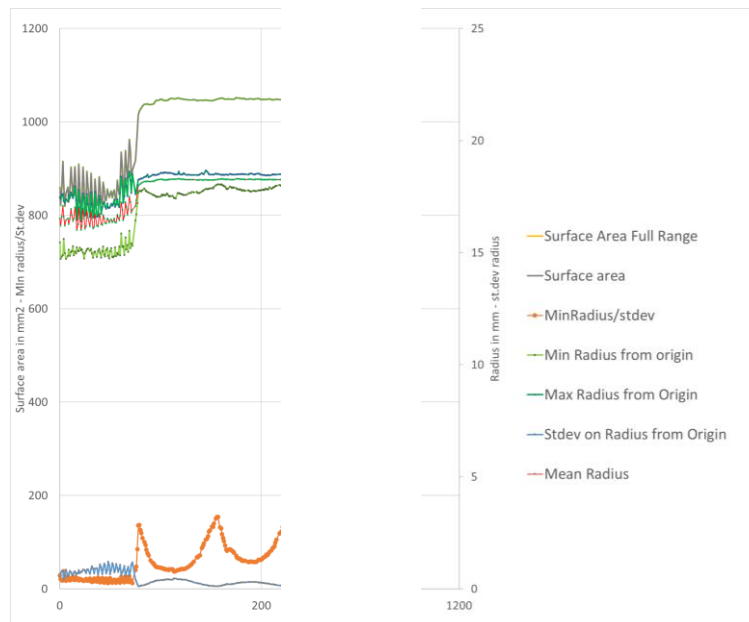 1200
25
1000
20
800
15
600
10
400
5
200
0
0
0
200
1200
Surface area in mm2 - MIn radius/St.dev
Radius in mm - st.dev radius
Surface Area Full Range
Surface area
MinRadius/stdev
Min Radius from origin
Max Radius from Origin
Stdev on Radius from Origin
Mean Radius